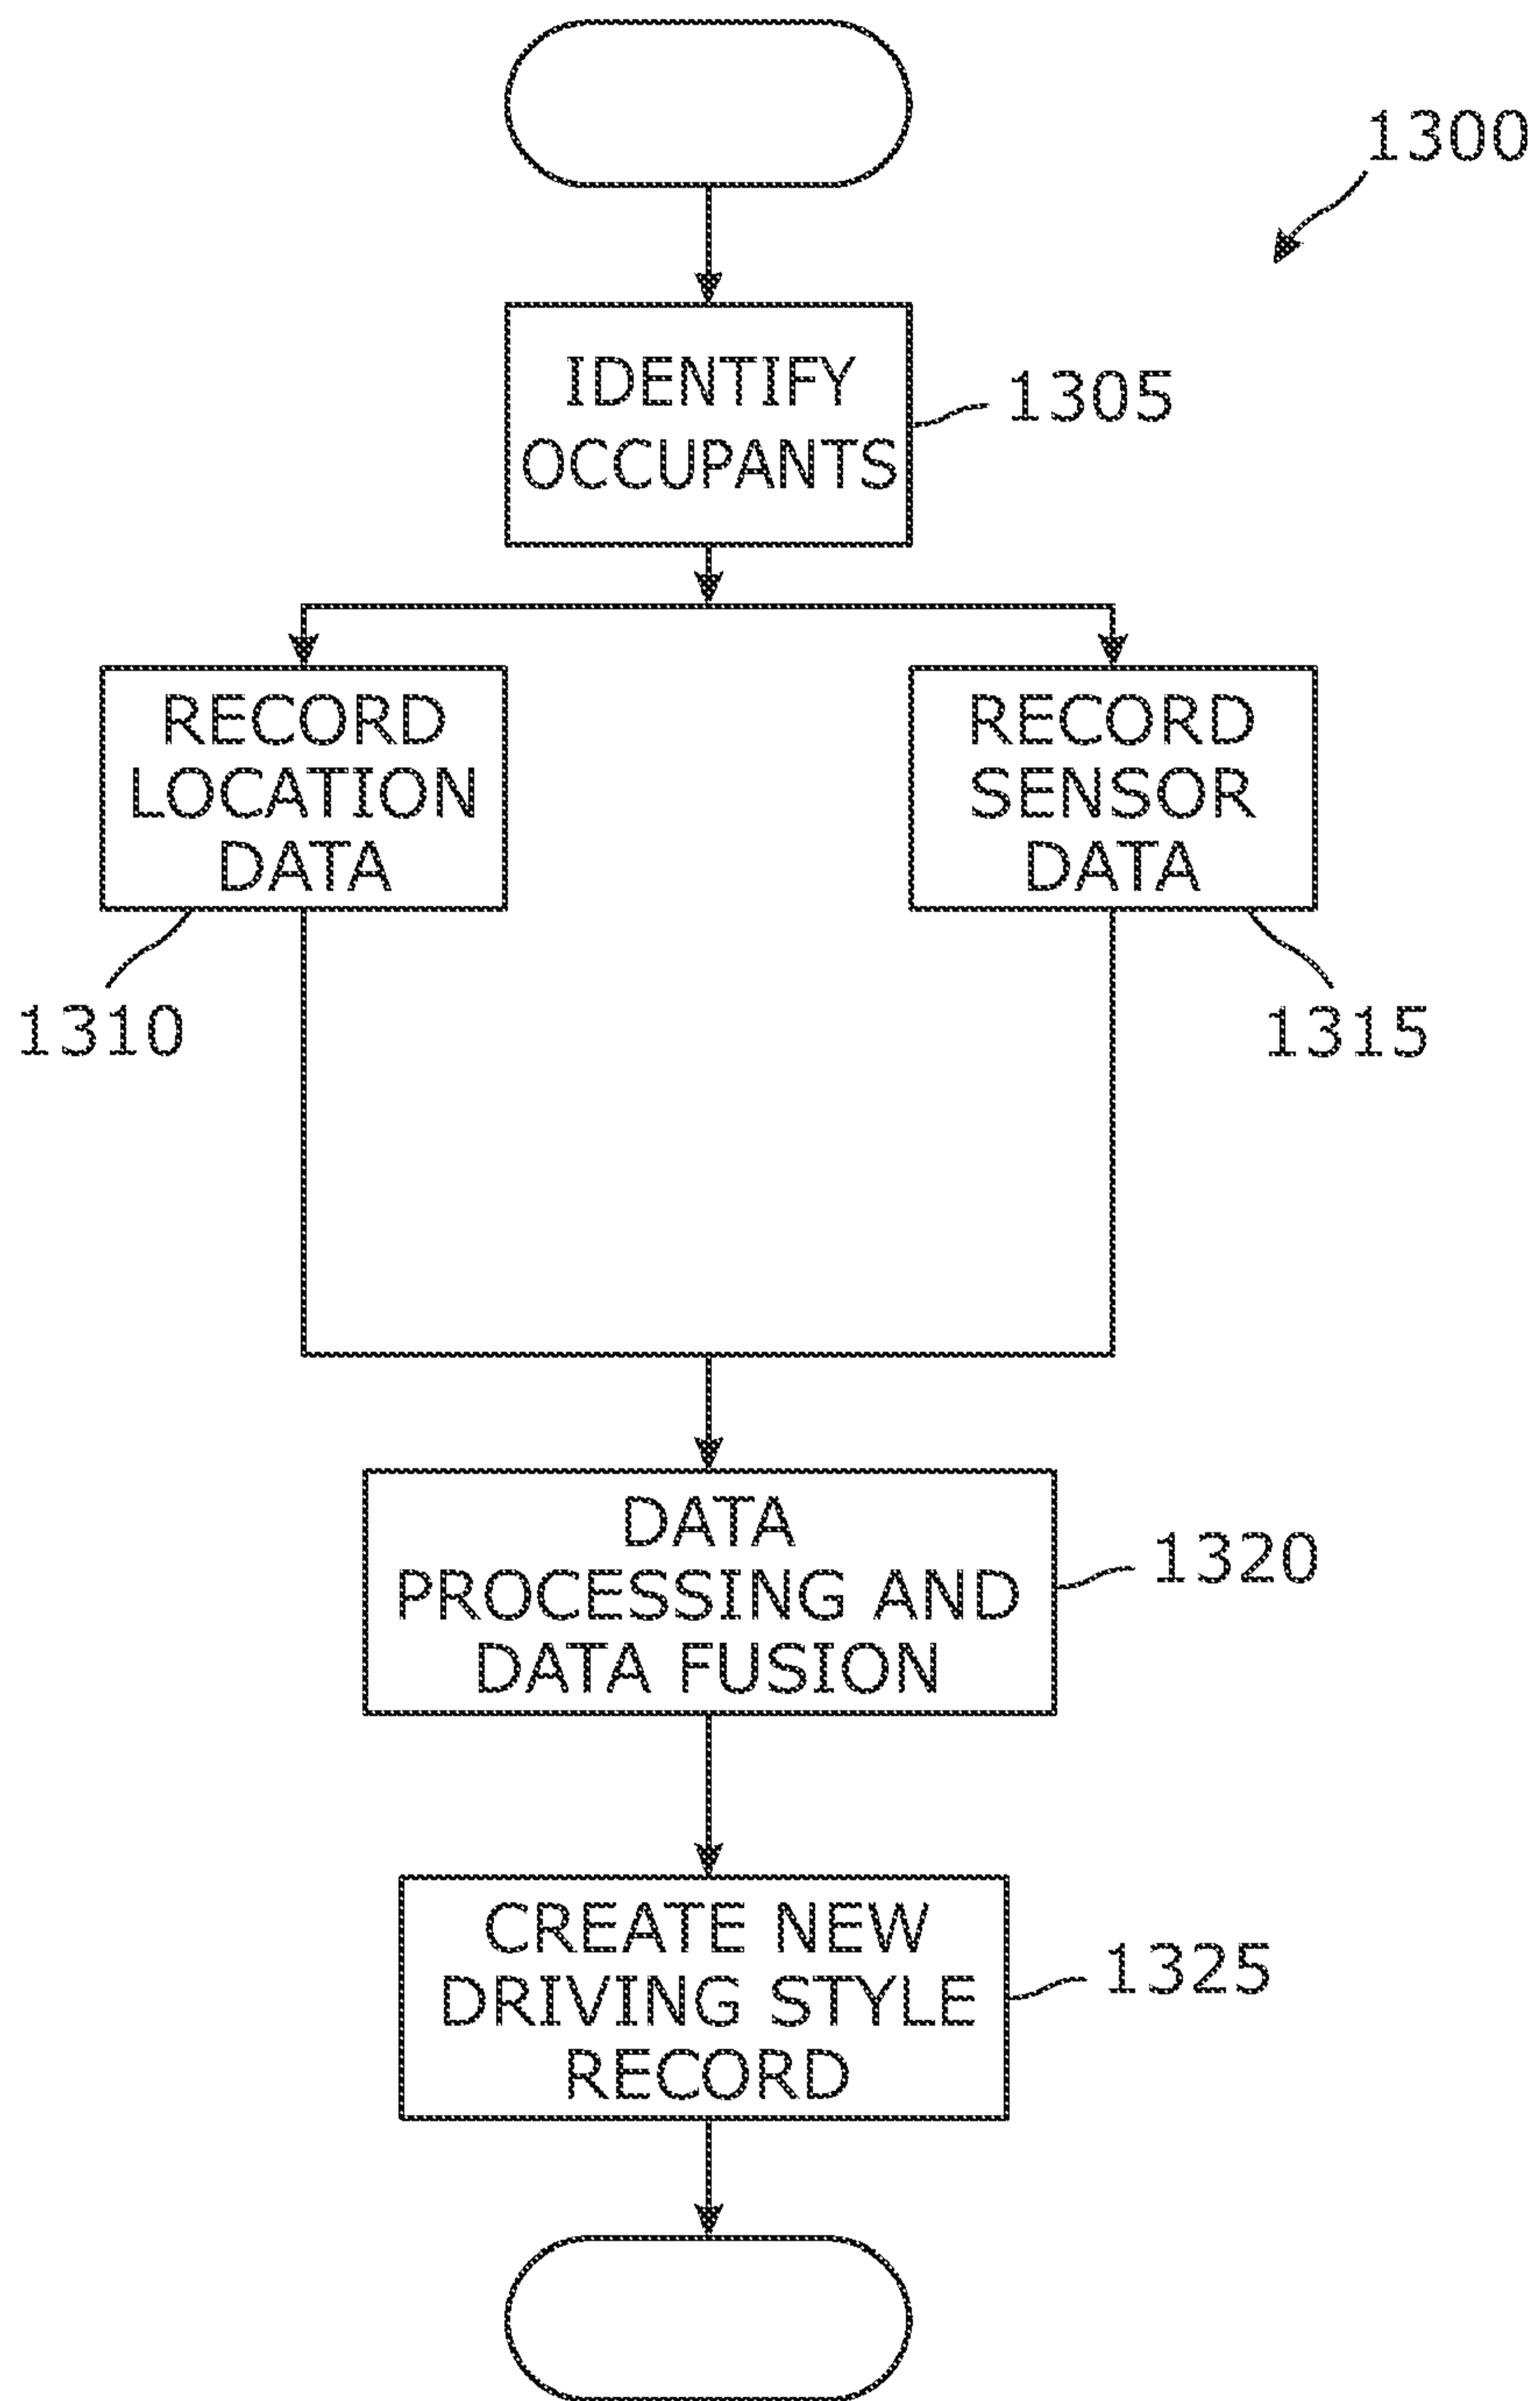 1300
IDENTIFY
OCCUPANTS
1305
RECORD
LOCATION
DATA
1310
RECORD
SENSOR
DATA
1315
DATA
PROCESSING AND
DATA FUSION
1320
CREATE NEW
DRIVING STYLE
RECORD
1325